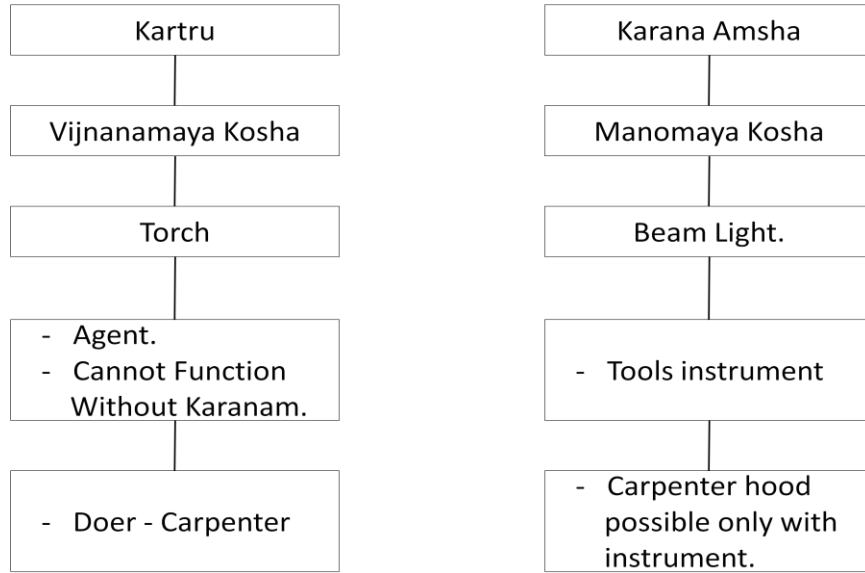 Kartru
Vijnanamaya Kosha
Torch
- Agent.
- Cannot Function
Without Karanam.
- Doer - Carpenter
Karana Amsha
Manomaya Kosha
Beam Light.
- Tools instrument
- Carpenter hood
possible only with
instrument.